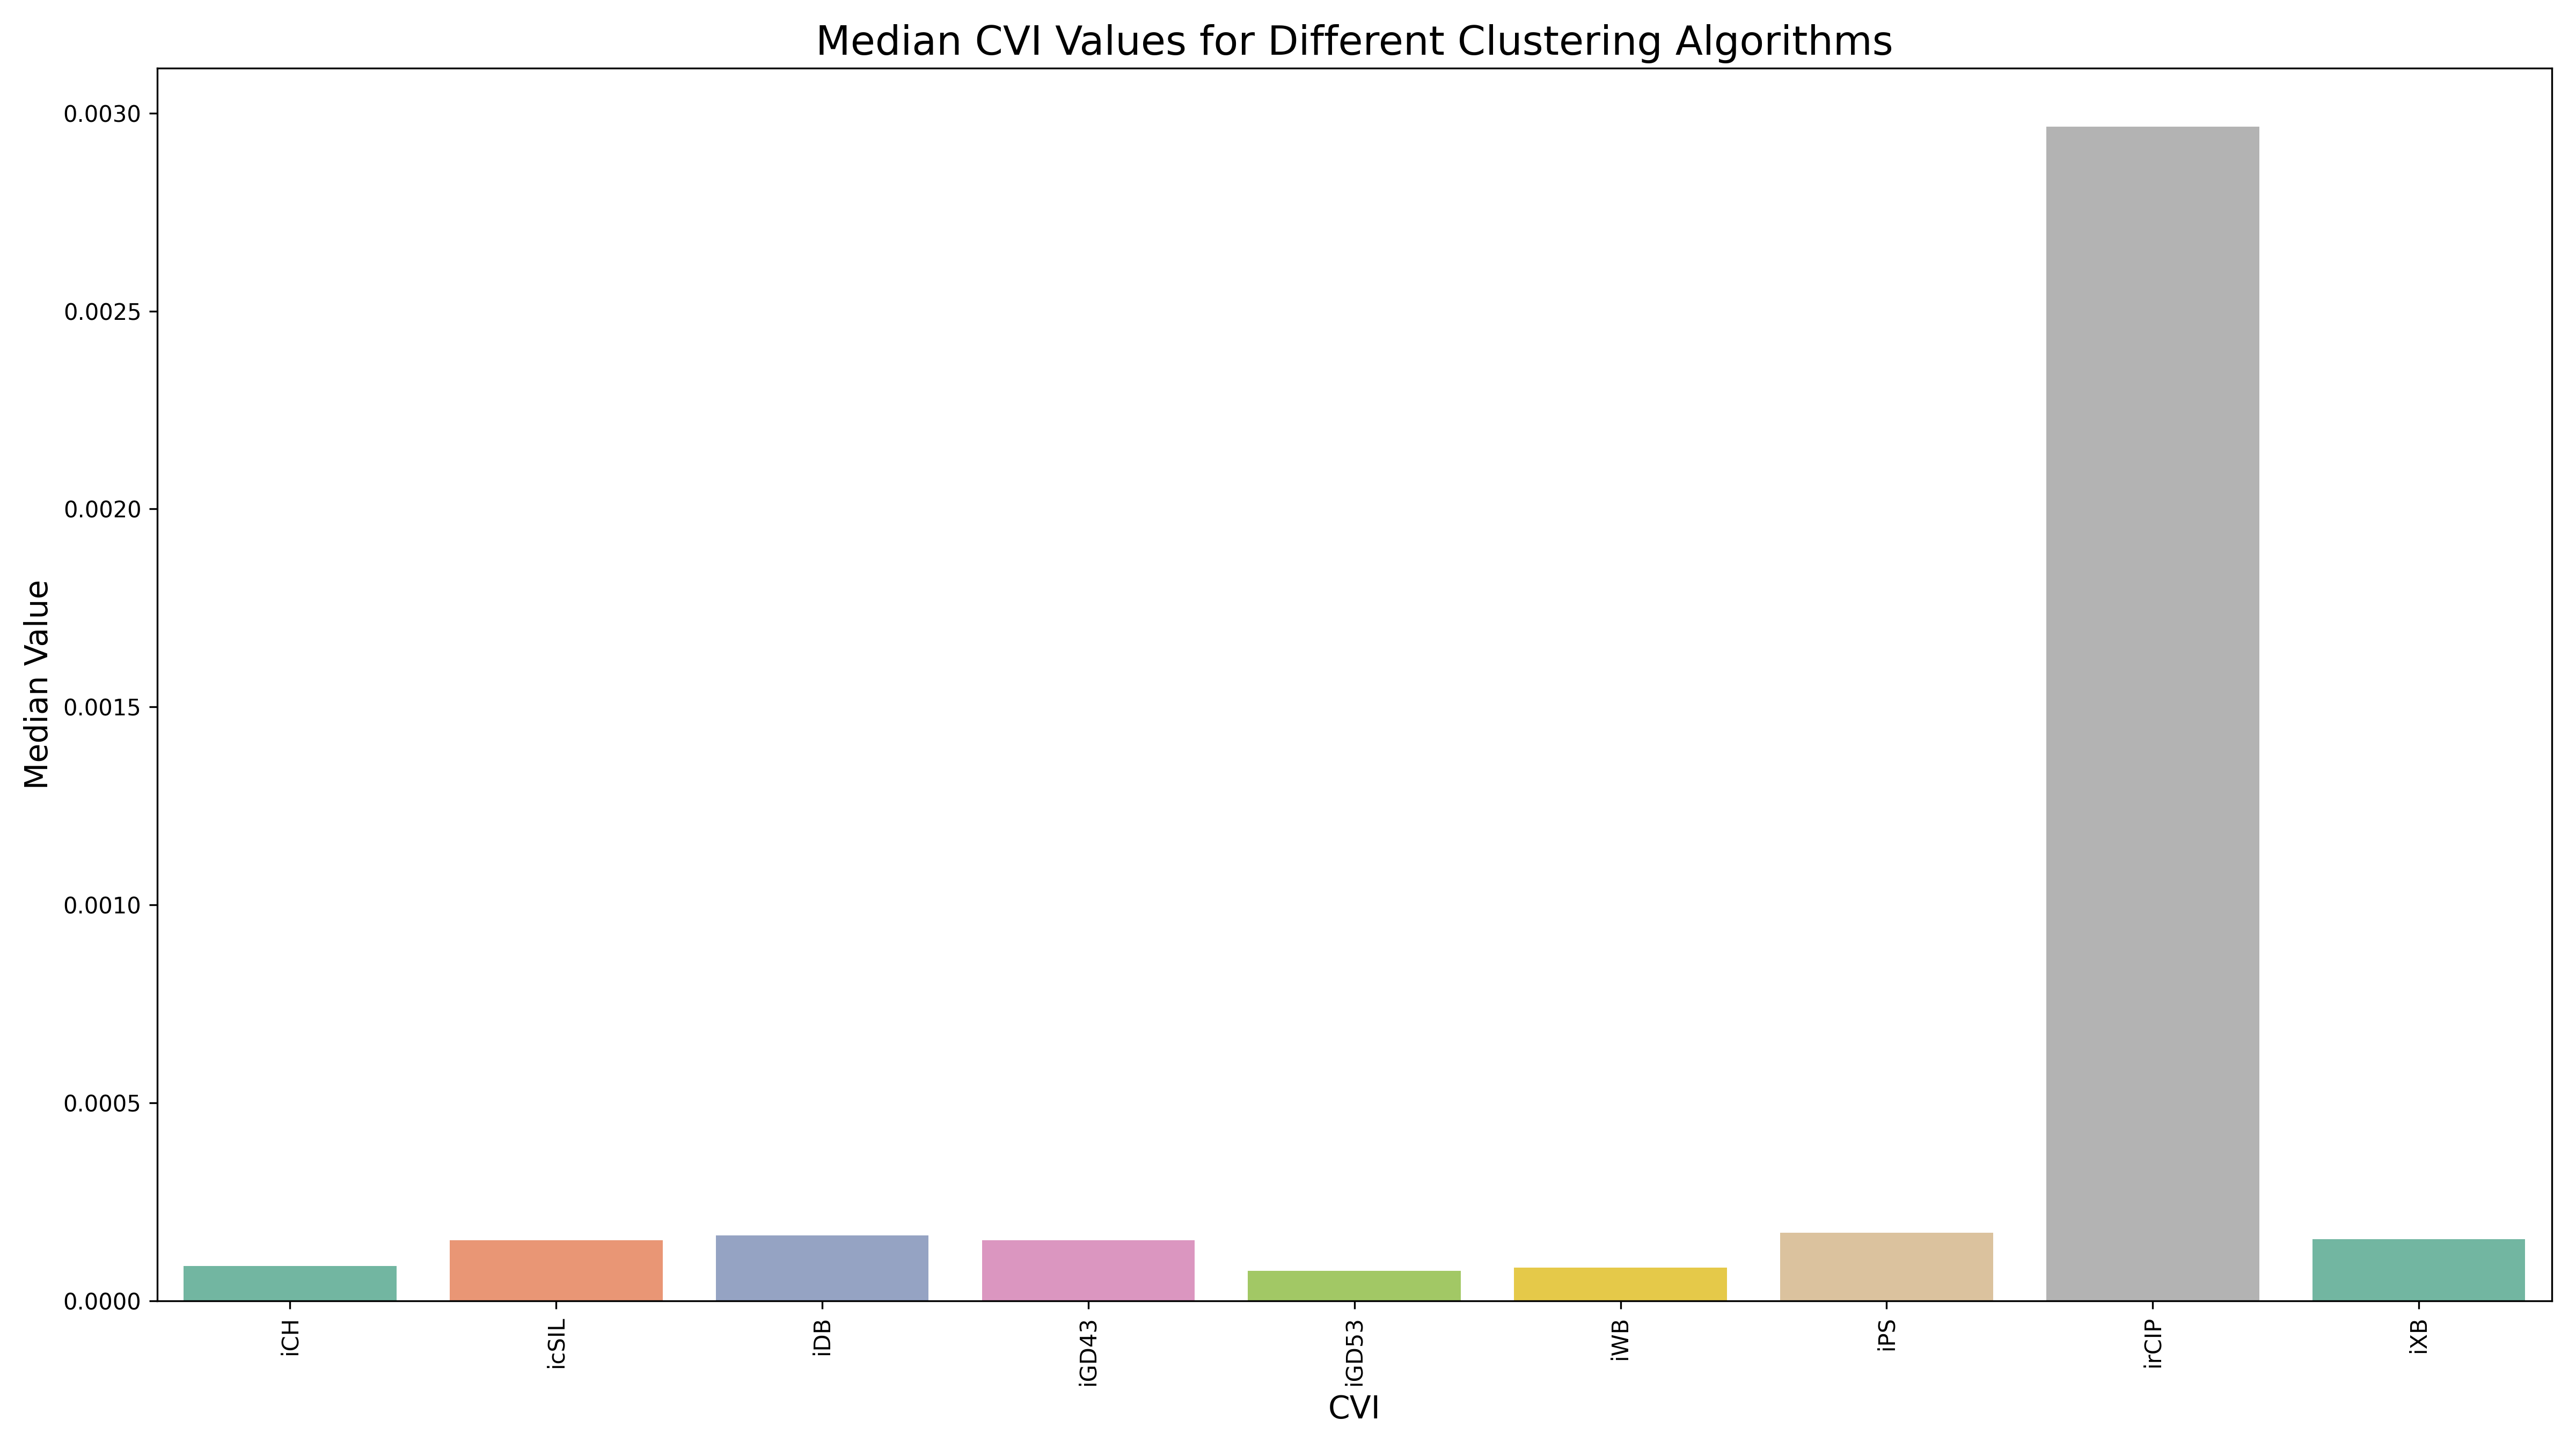 Median CVI Values for Different Clustering Algorithms
Median Value
0.0030
0.0025
0.0020
0.0015
0.0010
0.0005
0.0000
iCH
icSIL
iDB
iGD43
iGD53
iWB
iPS
irCIP
iXB
CVI